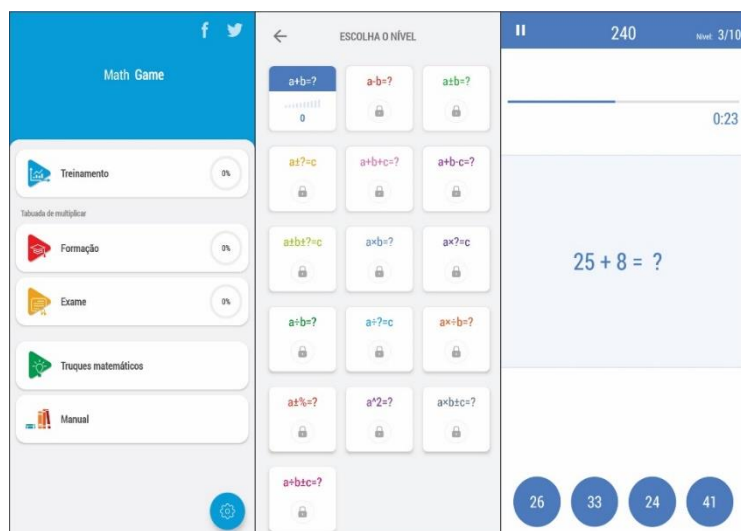 Math Game
Treinamento
0%
Tabuada de multiplicar
Formação
0%
Exame
0%
Truques matemáticos
Manual
ESCOLHA O NÍVEL
a+b=?
0
a-b=?
a±b=?
a±?=c
a+b+c=?
a+b-c=?
a±b±?=c
a×b=?
a×?=c
a÷b=?
a÷?=c
a×÷b=?
a±%=?
a^2=?
a×b±c=?
a÷b±c=?
240
Nível: 3/10
0:23
25 + 8 = ?
26
33
24
41